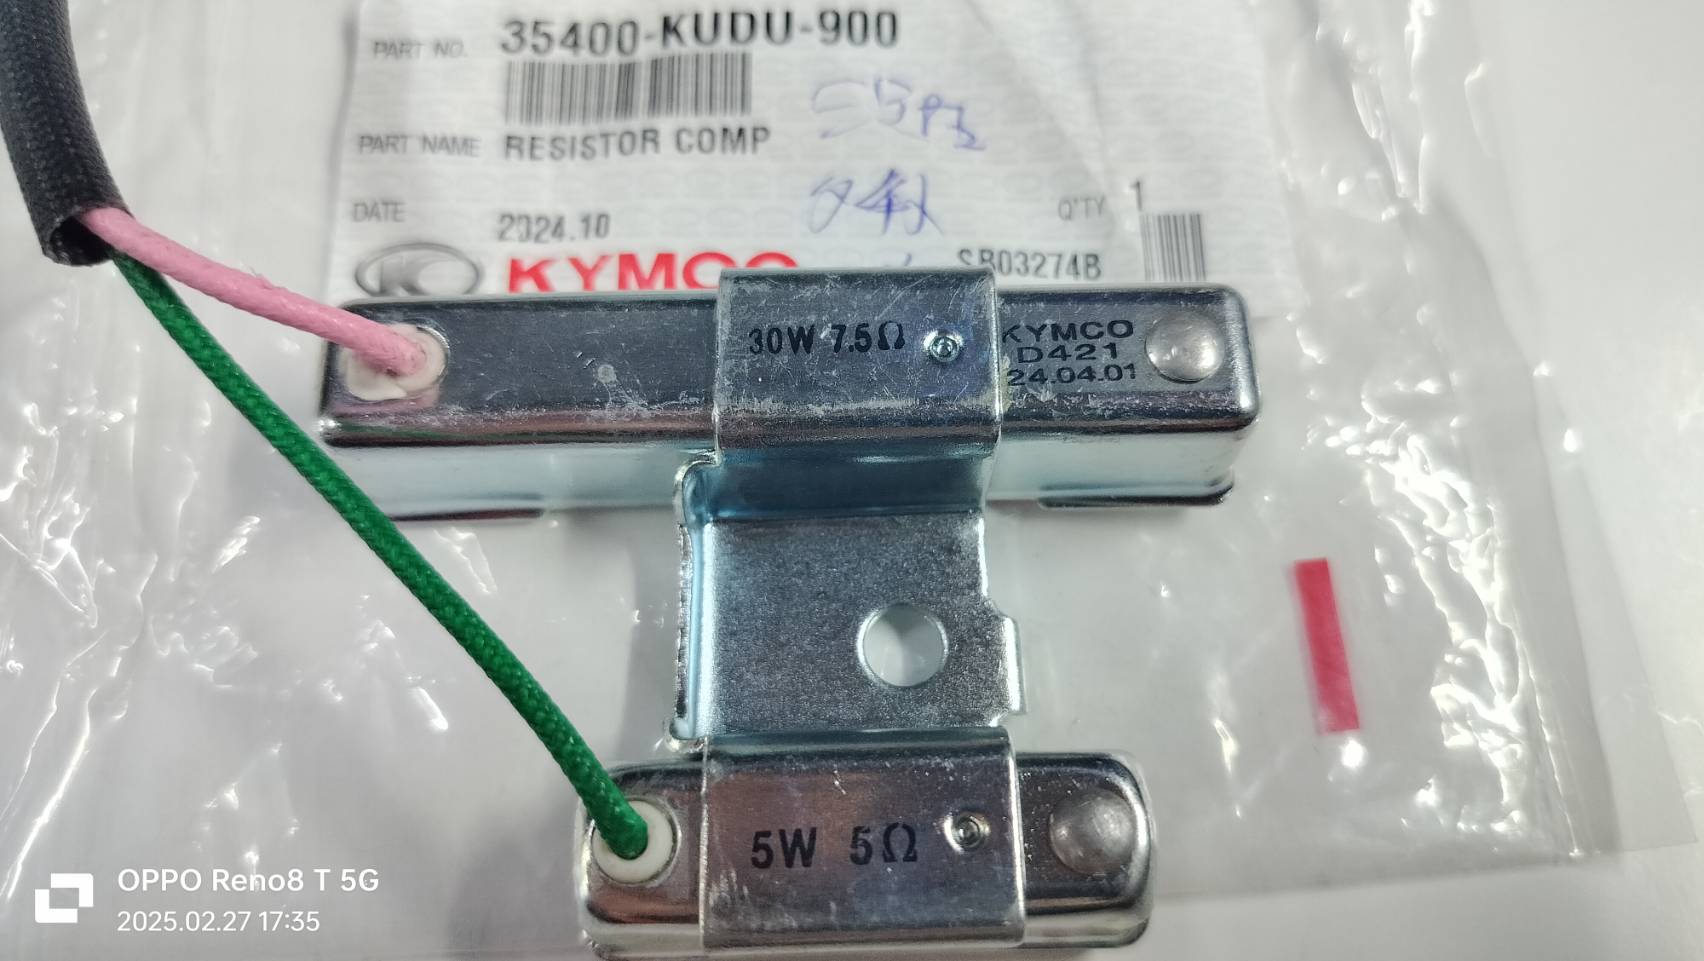 PART NO. 35400-KUDU-900
PART NAME RESISTOR COMP
DATE 2024.10
Q'TY 1
KYMCO
SB03274B
30W 7.5Ω
KYMCO
D421
24.04.01
5W 5Ω
OPPO Reno8 T 5G
2025.02.27 17:35